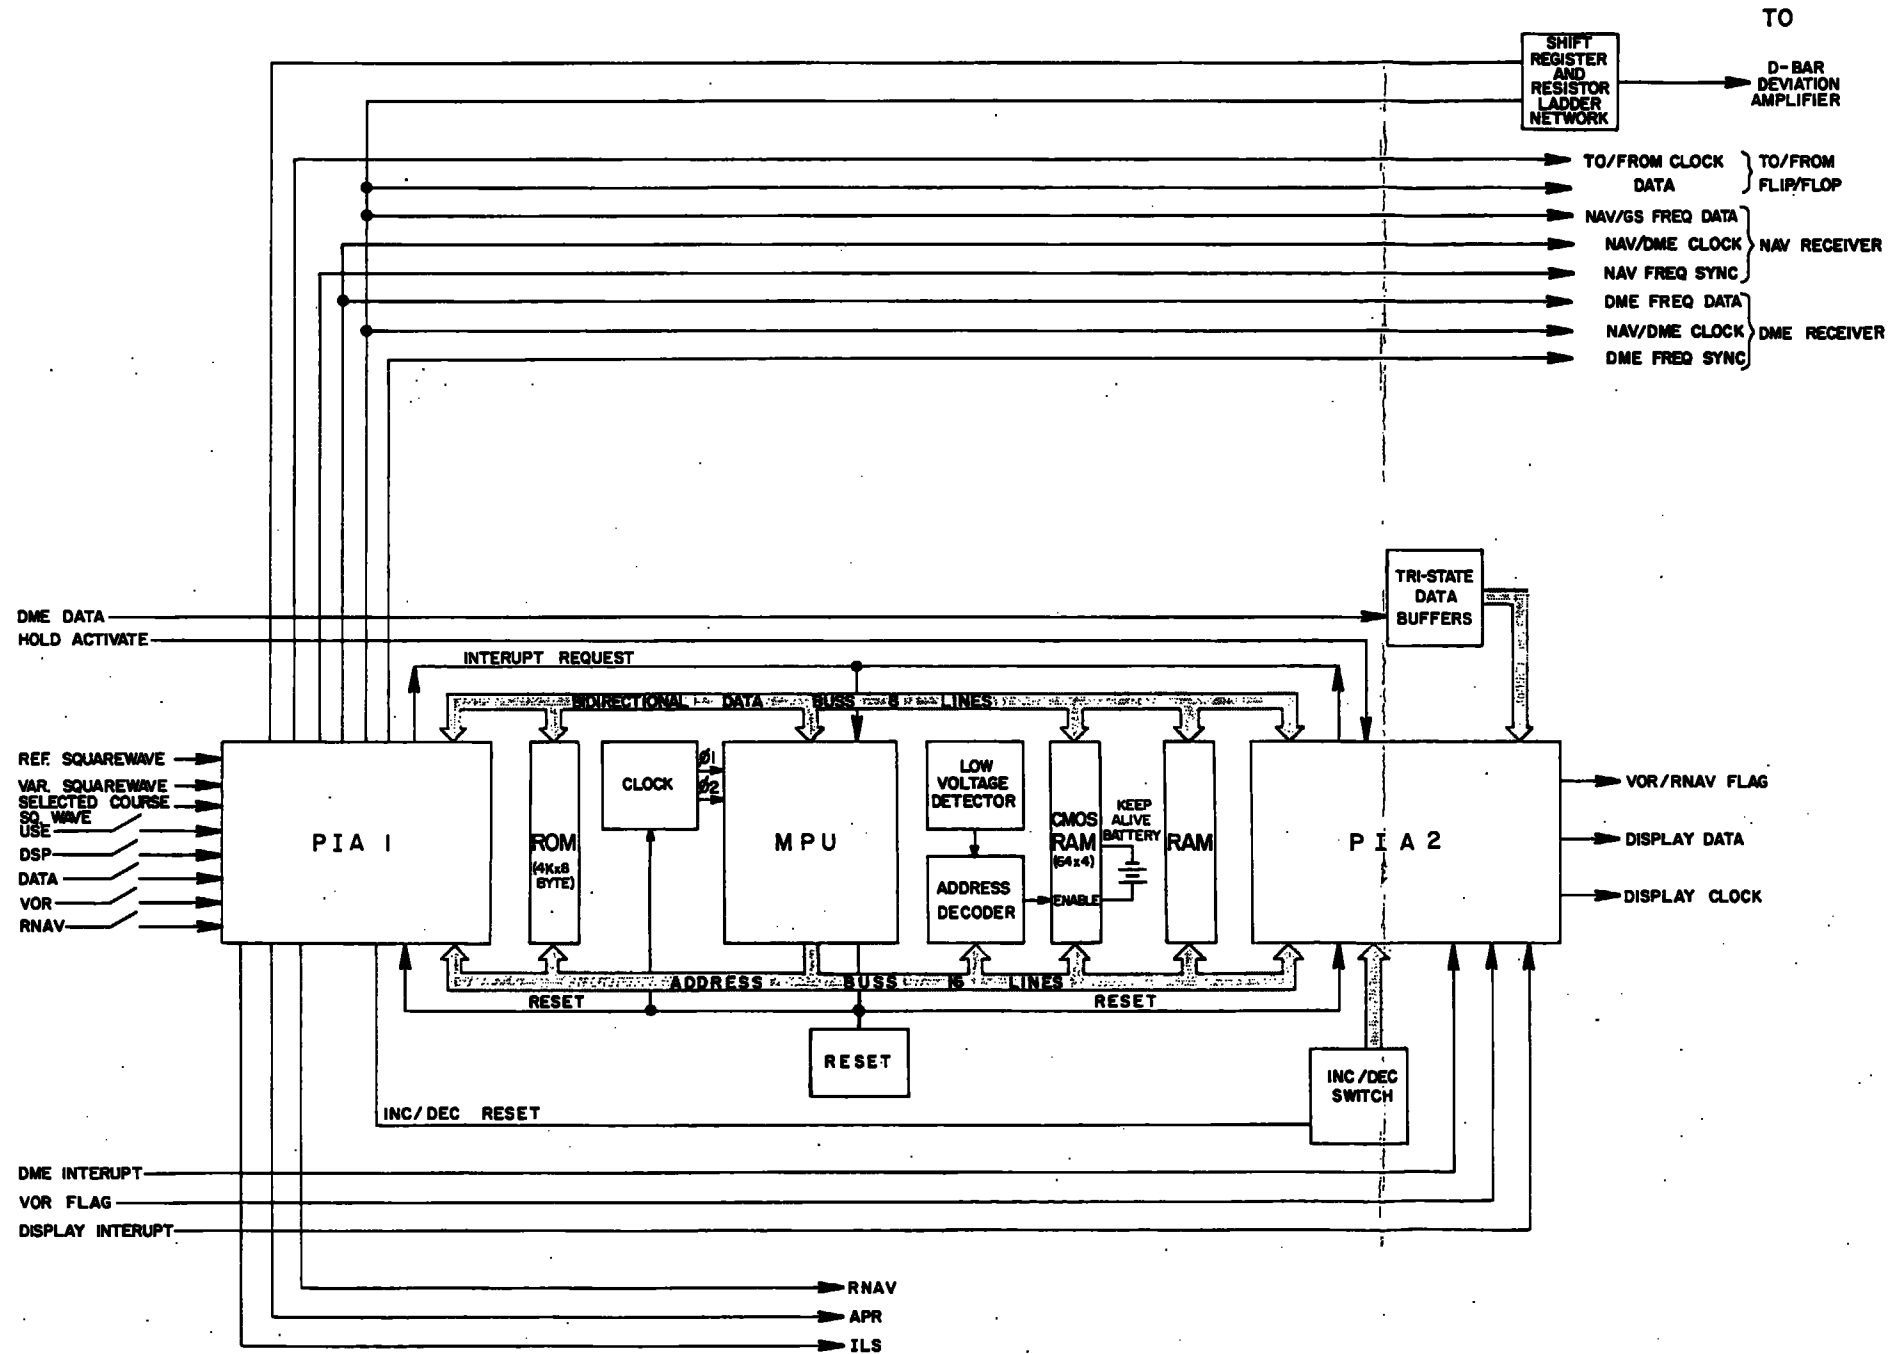 TO
SHIFT
REGISTER
AND
RESISTOR
LADDER
NETWORK
D-BAR
DEVIATION
AMPLIFIER
TO/FROM CLOCK
DATA
TO/FROM
FLIP/FLOP
NAV/GS FREQ DATA
NAV/DME CLOCK
NAV FREQ SYNC
NAV RECEIVER
DME FREQ DATA
NAV/DME CLOCK
DME FREQ SYNC
DME RECEIVER
TRI-STATE
DATA
BUFFERS
DME DATA
HOLD ACTIVATE
INTERUPT REQUEST
BIDIRECTIONAL DATA BUSS 8 LINES
REF. SQUAREWAVE
VAR. SQUAREWAVE
SELECTED COURSE
SQ. WAVE
USE
DSP
DATA
VOR
RNAV
PIA 1
ROM
(4Kx8
BYTE)
CLOCK
Ø1
Ø2
MPU
LOW
VOLTAGE
DETECTOR
ADDRESS
DECODER
CMOS
RAM
(64x4)
ENABLE
KEEP
ALIVE
BATTERY
RAM
PIA 2
VOR/RNAV FLAG
DISPLAY DATA
DISPLAY CLOCK
ADDRESS BUSS 16 LINES
RESET
RESET
RESET
INC/DEC
SWITCH
INC/DEC RESET
DME INTERUPT
VOR FLAG
DISPLAY INTERUPT
RNAV
APR
ILS